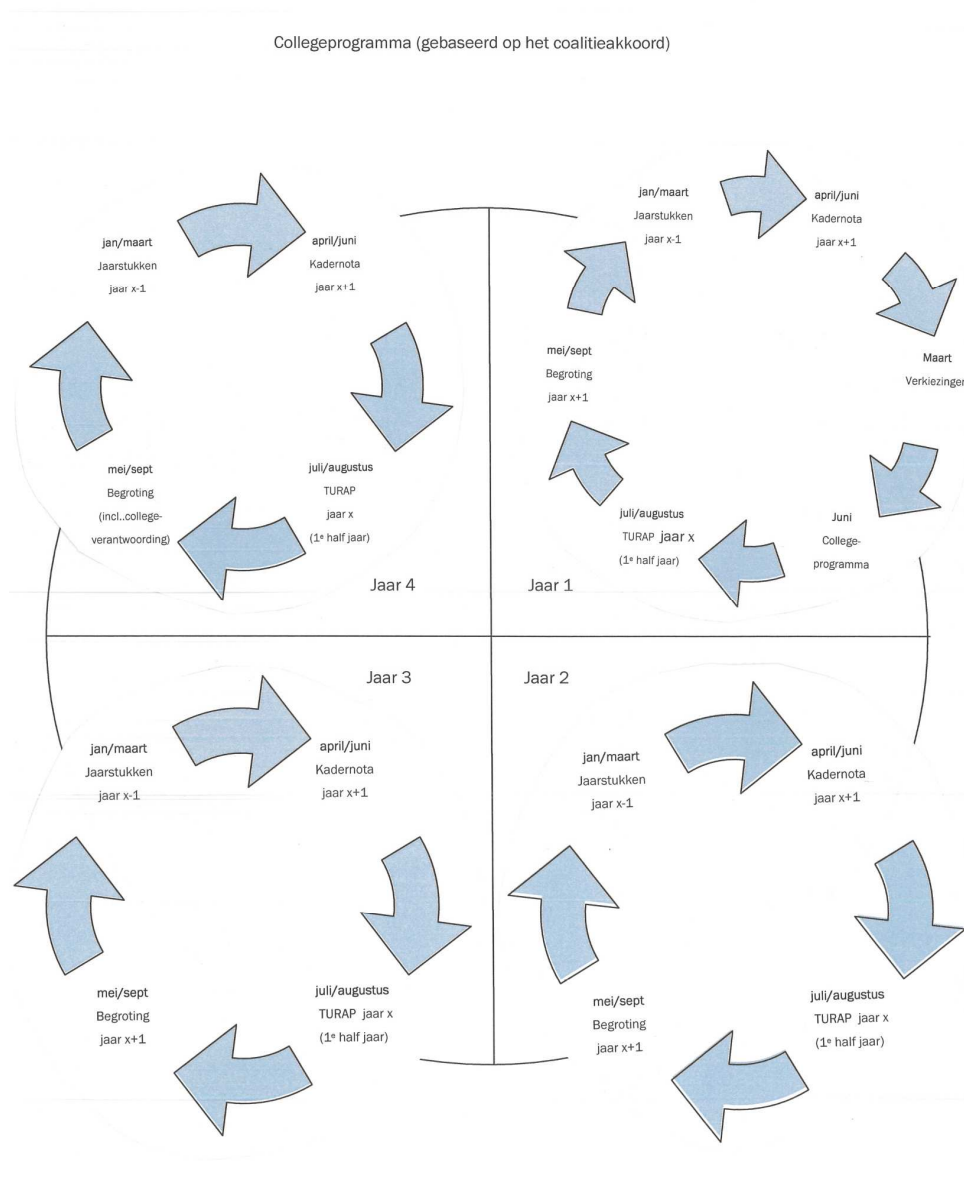 Collegeprogramma (gebaseerd op het coalitieakkoord)
jan/maart
Jaarstukken
jaar x-1
april/juni
Kadernota
jaar x+1
juli/augustus
TURAP
jaar x
(1e half jaar)
mei/sept
Begroting
(incl..college-
verantwoording)
Jaar 4
jan/maart
Jaarstukken
jaar x-1
april/juni
Kadernota
jaar x+1
Maart
Verkiezingen
Juni
College-
programma
juli/augustus
TURAP jaar x
(1e half jaar)
mei/sept
Begroting
jaar x+1
Jaar 1
Jaar 3
jan/maart
Jaarstukken
jaar x-1
april/juni
Kadernota
jaar x+1
juli/augustus
TURAP jaar x
(1e half jaar)
mei/sept
Begroting
jaar x+1
Jaar 2
jan/maart
Jaarstukken
jaar x-1
april/juni
Kadernota
jaar x+1
juli/augustus
TURAP jaar x
(1e half jaar)
mei/sept
Begroting
jaar x+1